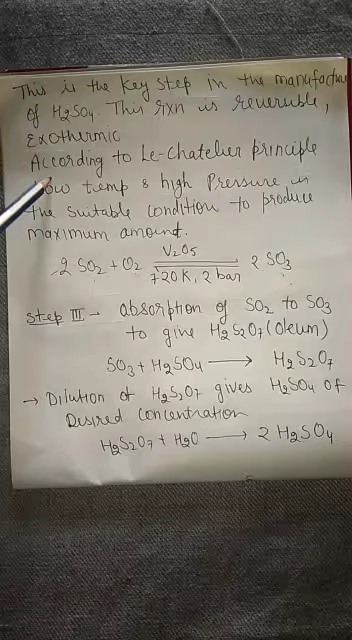 This is the key step in the manufactu
of H2SO4. This rxn is reversible,
Exothermic
According to Le-Chatelier principle
low temp & high Pressure is
the suitable condition to produce
maximum amount.
2 SO2 + O2 V2O5 2 SO3
720 K, 2 bar
Step III - absorption of SO2 to SO3
to give H2S2O7 (Oleum)
SO3 + H2SO4 ⟶ H2S2O7
→ Dilution of H2S2O7 gives H2SO4 of
Desired concentration
H2S2O7 + H2O ⟶ 2 H2SO4